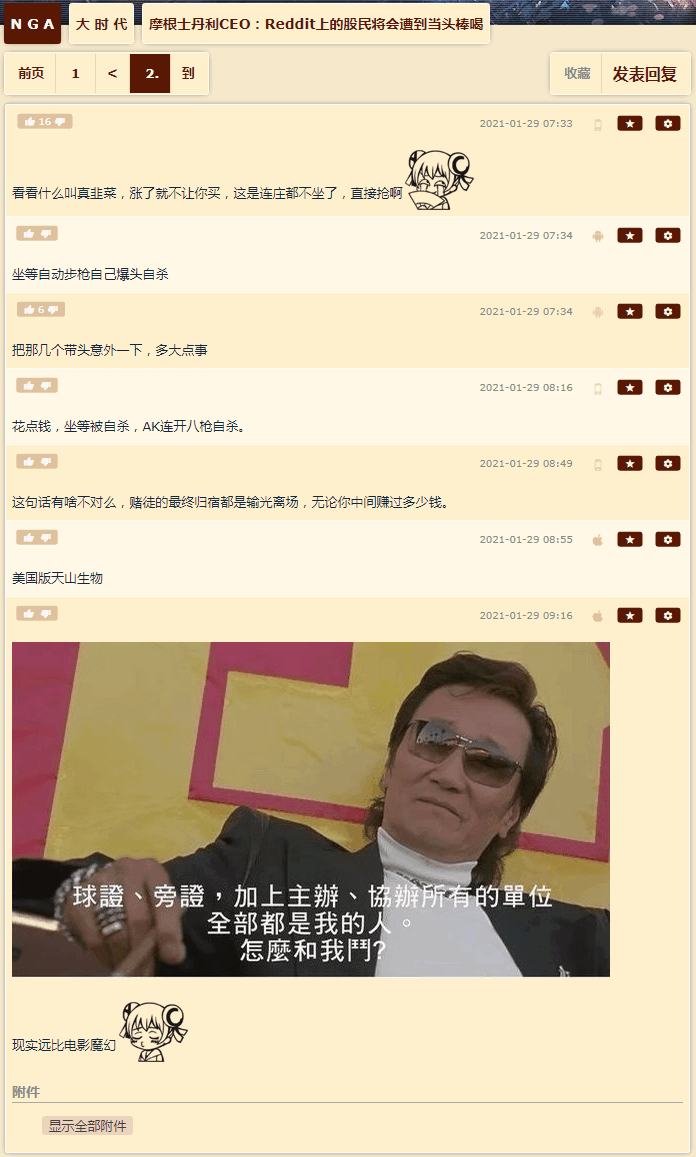 NGA 大时代 摩根士丹利CEO：Reddit上的股民将会遭到当头棒喝
前页 1 < 2. 到 收藏 发表回复
16 2021-01-29 07:33
看看什么叫真韭菜，涨了就不让你买，这是连庄都不坐了，直接抢啊
2021-01-29 07:34
坐等自动步枪自己爆头自杀
6 2021-01-29 07:34
把那几个带头意外一下，多大点事
2021-01-29 08:16
花点钱，坐等被自杀，AK连开八枪自杀。
2021-01-29 08:49
这句话有啥不对么，赌徒的最终归宿都是输光离场，无论你中间赚过多少钱。
2021-01-29 08:55
美国版天山生物
2021-01-29 09:16
球證、旁證，加上主辦、協辦所有的單位
全部都是我的人。
怎麼和我鬥?
现实远比电影魔幻
附件
显示全部附件